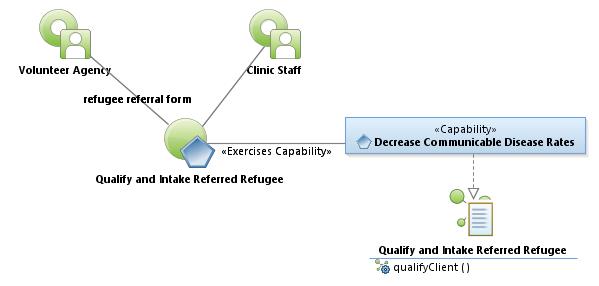 Volunteer Agency
Clinic Staff
refugee referral form
«Exercises Capability»
Qualify and Intake Referred Refugee
«Capability»
Decrease Communicable Disease Rates
Qualify and Intake Referred Refugee
qualifyClient ( )